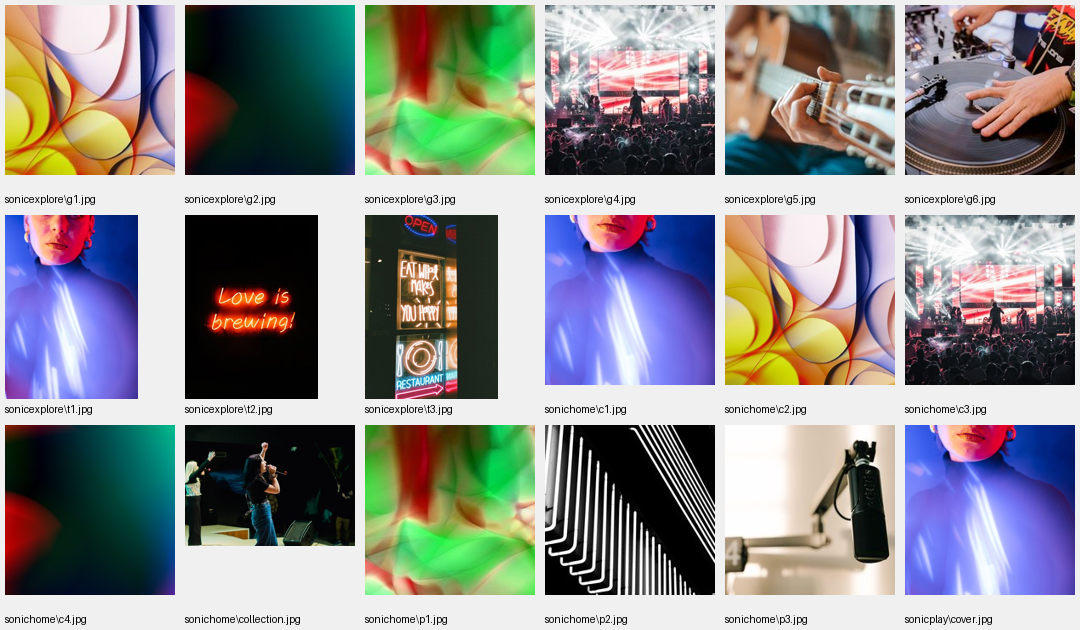 sonicexplore\g1.jpg
sonicexplore\g2.jpg
sonicexplore\g3.jpg
sonicexplore\g4.jpg
sonicexplore\g5.jpg
sonicexplore\g6.jpg
Love is
brewing!
OPEN
EAT WHAT
MAKES
YOU HAPPY
RESTAURANT
sonicexplore\t1.jpg
sonicexplore\t2.jpg
sonicexplore\t3.jpg
sonichome\c1.jpg
sonichome\c2.jpg
sonichome\c3.jpg
sonichome\c4.jpg
sonichome\collection.jpg
sonichome\p1.jpg
sonichome\p2.jpg
sonichome\p3.jpg
sonicplay\cover.jpg